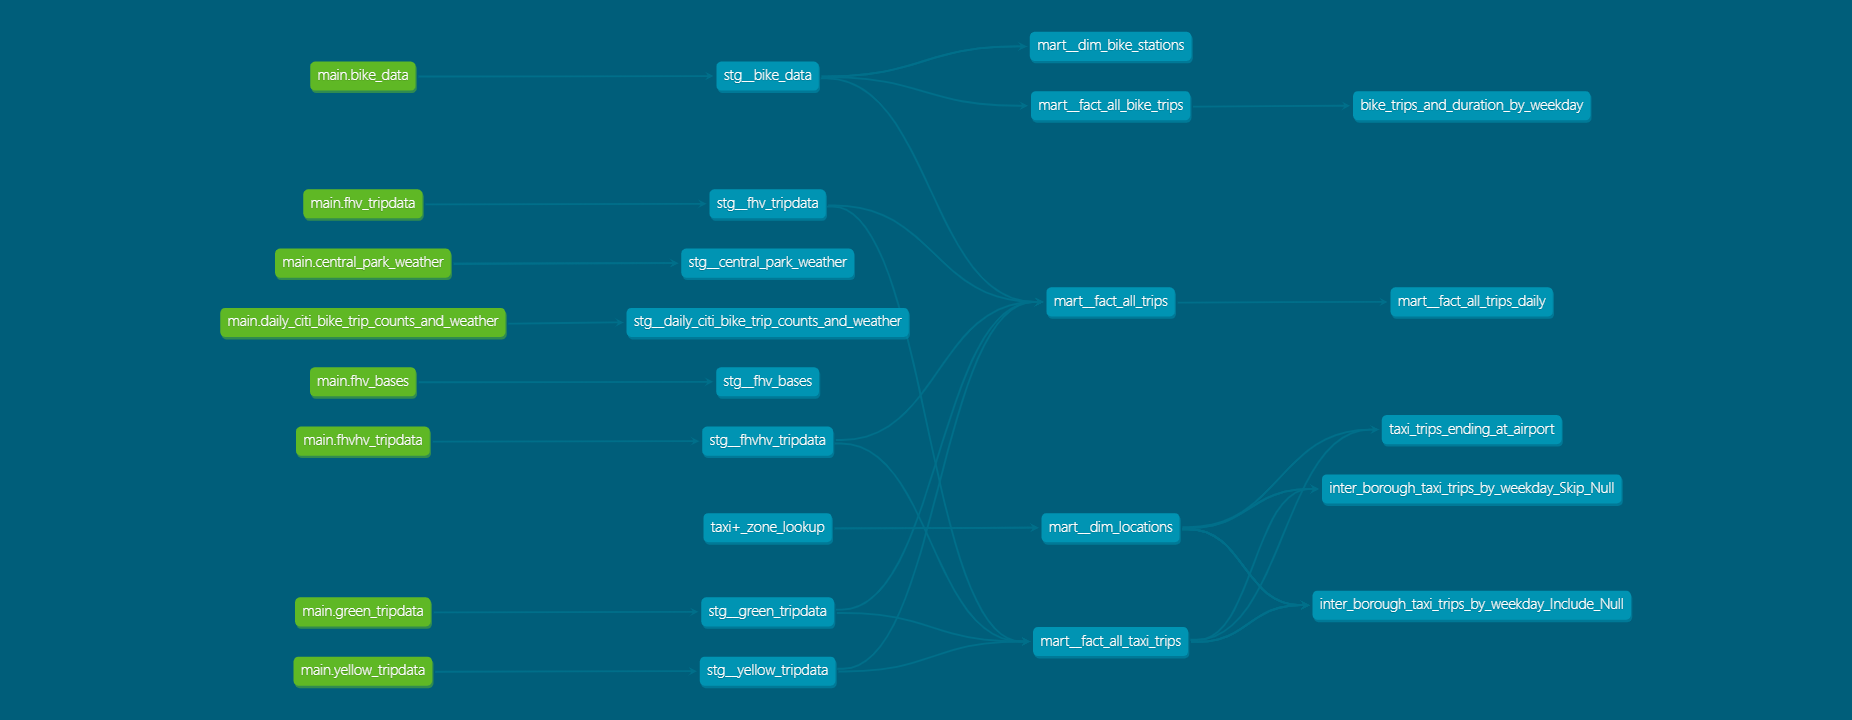 main.bike_data
stg__bike_data
mart__dim_bike_stations
mart__fact_all_bike_trips
bike_trips_and_duration_by_weekday
main.fhv_tripdata
stg__fhv_tripdata
main.central_park_weather
stg__central_park_weather
main.daily_citi_bike_trip_counts_and_weather
stg__daily_citi_bike_trip_counts_and_weather
mart__fact_all_trips
mart__fact_all_trips_daily
main.fhv_bases
stg__fhv_bases
main.fhvhv_tripdata
stg__fhvhv_tripdata
taxi_trips_ending_at_airport
inter_borough_taxi_trips_by_weekday_Skip_Null
taxi+_zone_lookup
mart__dim_locations
main.green_tripdata
stg__green_tripdata
inter_borough_taxi_trips_by_weekday_Include_Null
mart__fact_all_taxi_trips
main.yellow_tripdata
stg__yellow_tripdata